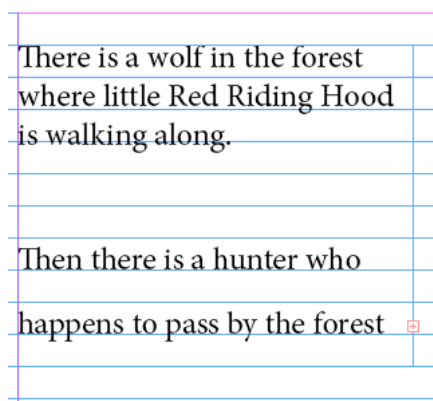 There is a wolf in the forest
where little Red Riding Hood
is walking along.
Then there is a hunter who
happens to pass by the forest